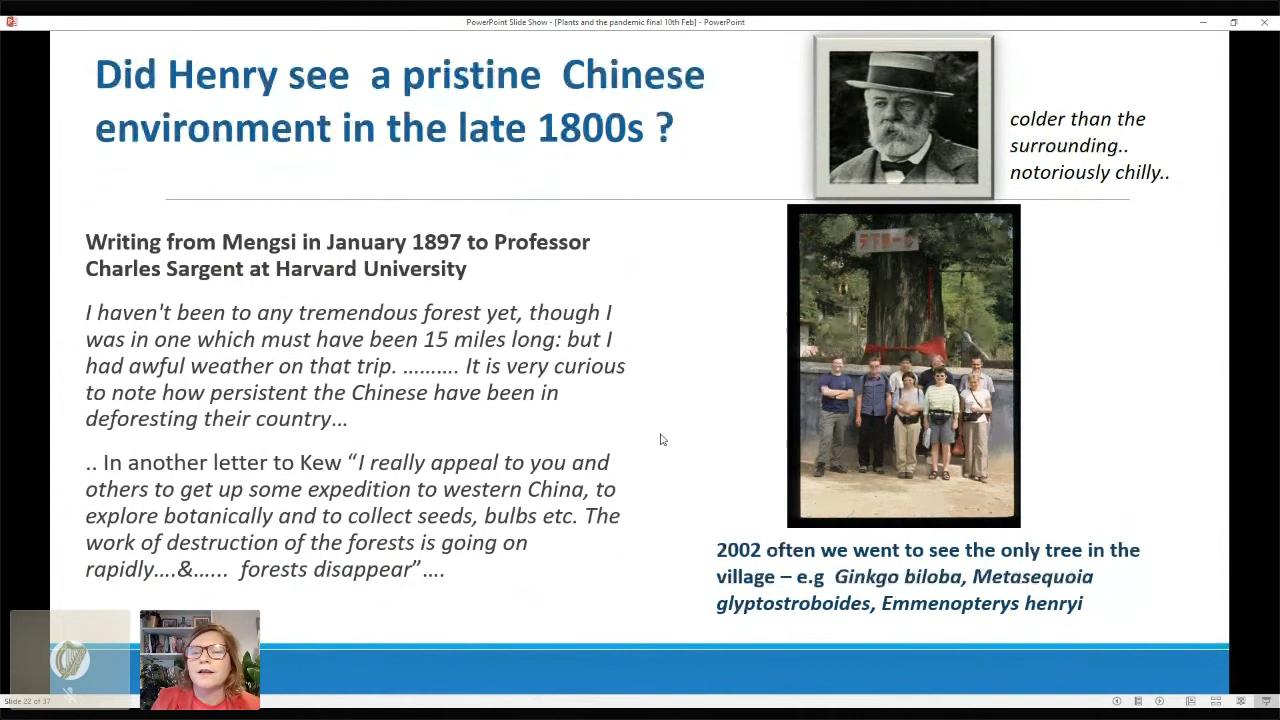 PowerPoint Slide Show - [Plants and the pandemic final 10th Feb] - PowerPoint
Did Henry see a pristine Chinese
environment in the late 1800s ?
colder than the
surrounding..
notoriously chilly..
Writing from Mengsi in January 1897 to Professor
Charles Sargent at Harvard University
I haven't been to any tremendous forest yet, though I
was in one which must have been 15 miles long: but I
had awful weather on that trip. ………. It is very curious
to note how persistent the Chinese have been in
deforesting their country…
.. In another letter to Kew “I really appeal to you and
others to get up some expedition to western China, to
explore botanically and to collect seeds, bulbs etc. The
work of destruction of the forests is going on
rapidly….&…... forests disappear”….
2002 often we went to see the only tree in the
village – e.g Ginkgo biloba, Metasequoia
glyptostroboides, Emmenopterys henryi
Slide 22 of 37